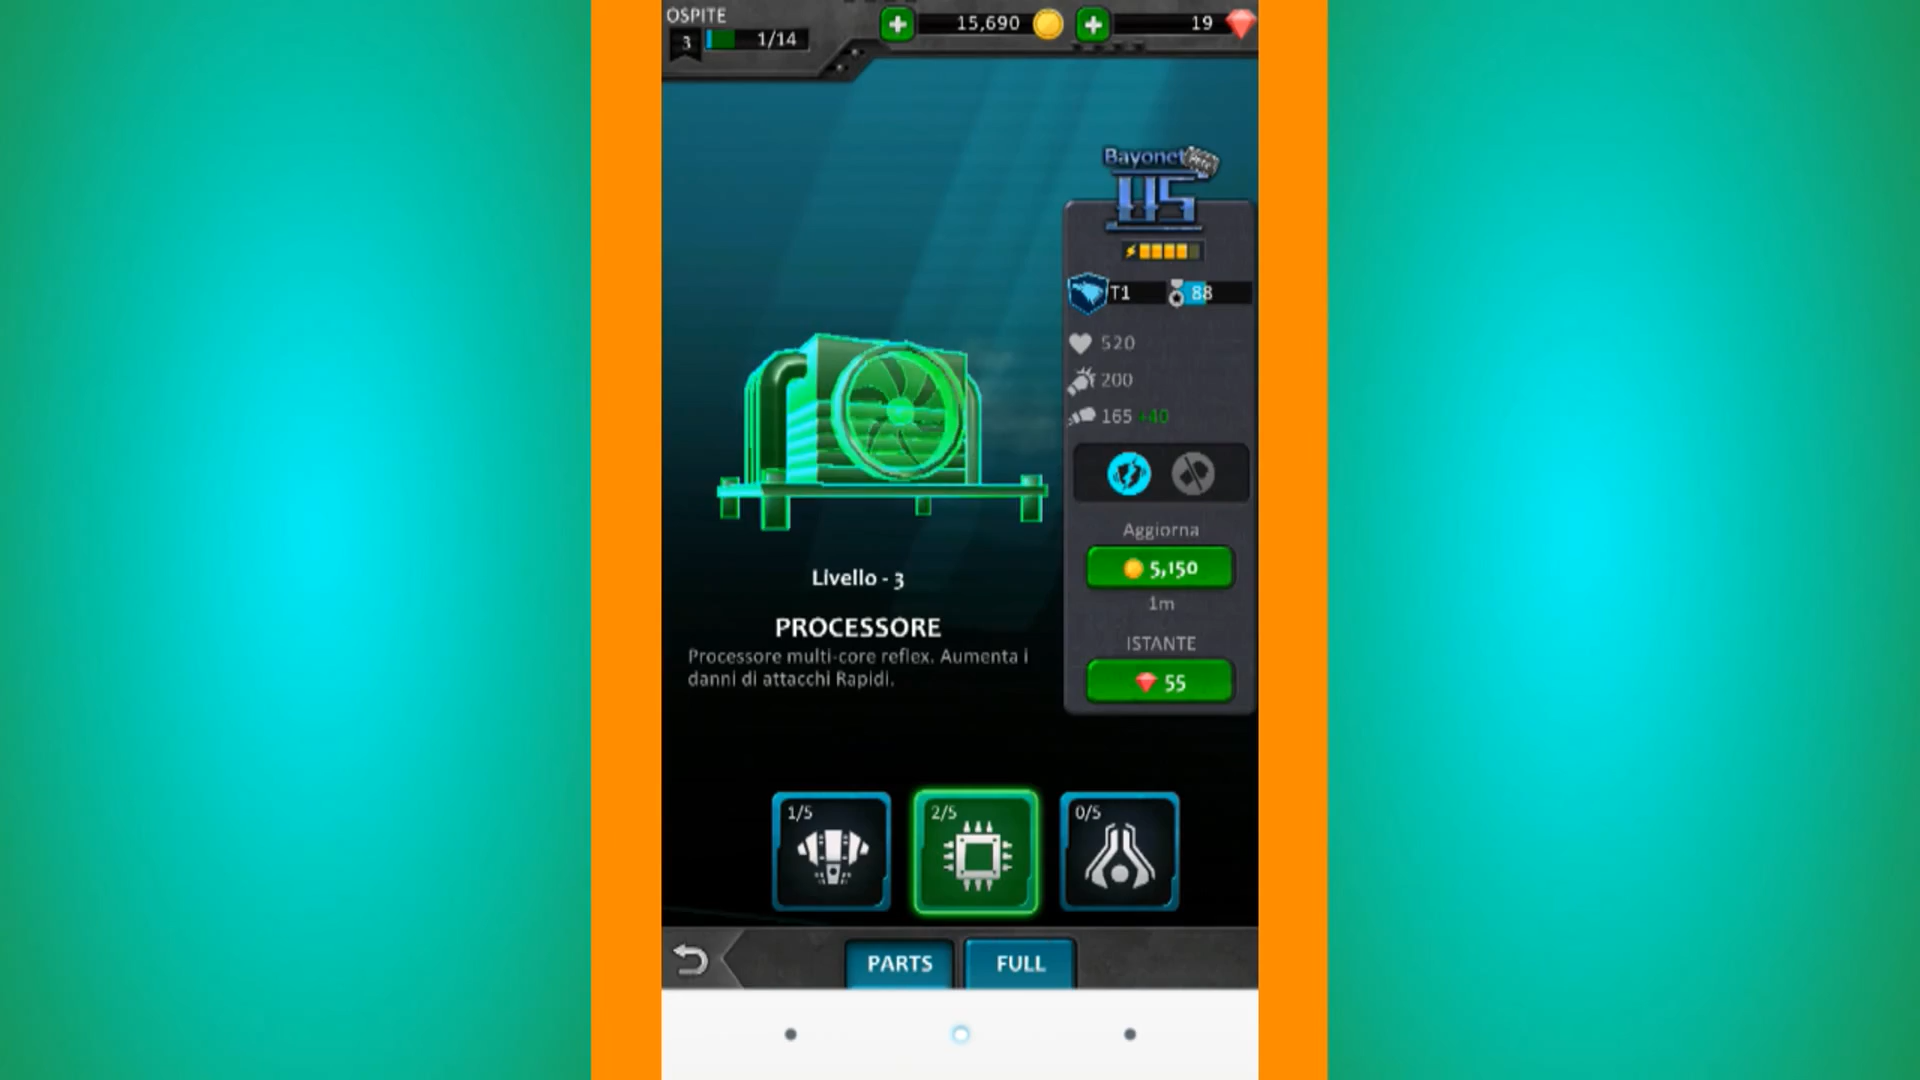 OSPITE
3
1/14
15,690
19
Bayonet
US
T1
88
520
200
165 +40
Aggiorna
5,150
1m
ISTANTE
55
Livello - 3
PROCESSORE
Processore multi-core reflex. Aumenta i
danni di attacchi Rapidi.
1/5
2/5
0/5
PARTS
FULL